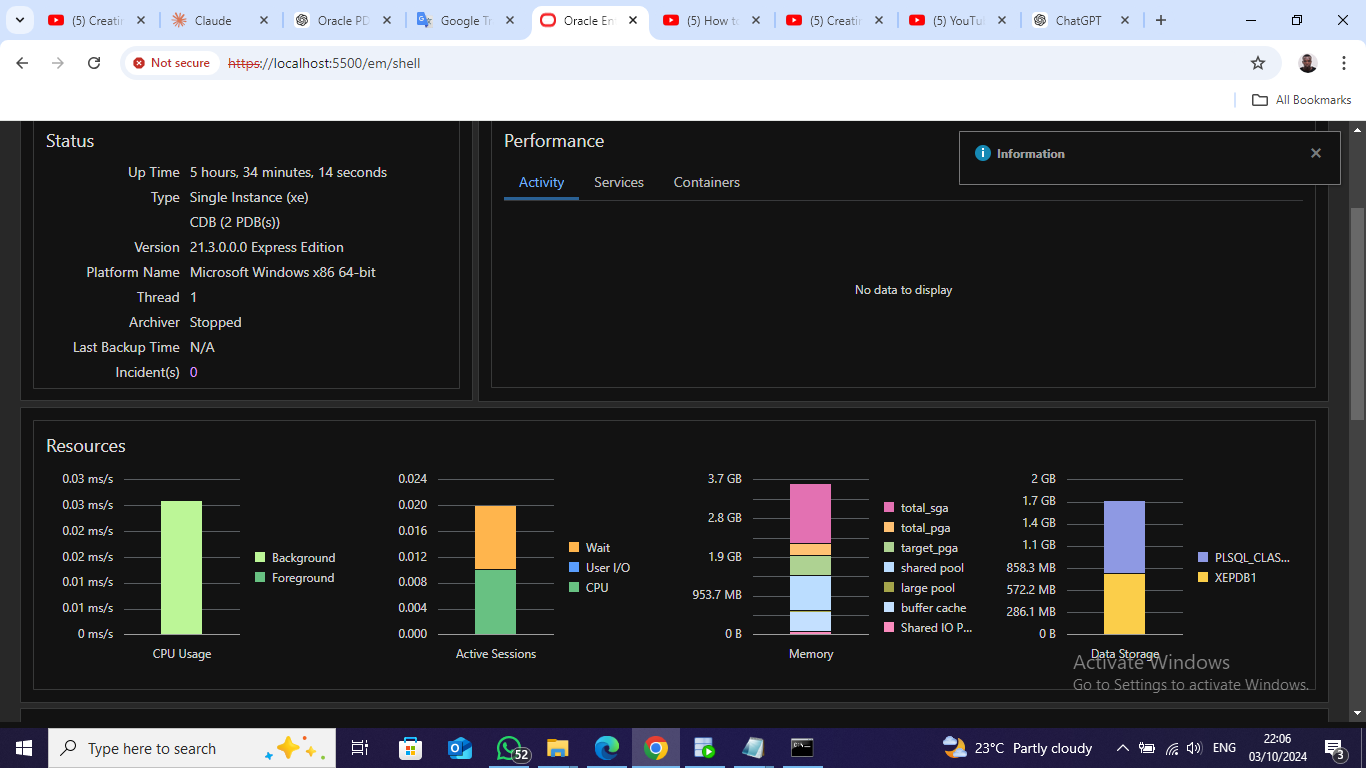 (5) Creatin
Claude
Oracle PD
Google Tr
Oracle En
(5) How to
(5) Creatin
(5) YouTu
ChatGPT
Not secure
https://localhost:5500/em/shell
All Bookmarks
Status
Up Time 5 hours, 34 minutes, 14 seconds
Type Single Instance (xe)
CDB (2 PDB(s))
Version 21.3.0.0.0 Express Edition
Platform Name Microsoft Windows x86 64-bit
Thread 1
Archiver Stopped
Last Backup Time N/A
Incident(s) 0
Performance
Activity Services Containers
No data to display
Information
Resources
0.03 ms/s
0.03 ms/s
0.02 ms/s
0.02 ms/s
0.01 ms/s
0.01 ms/s
0 ms/s
Background
Foreground
CPU Usage
0.024
0.020
0.016
0.012
0.008
0.004
0.000
Wait
User I/O
CPU
Active Sessions
3.7 GB
2.8 GB
1.9 GB
953.7 MB
0 B
total_sga
total_pga
target_pga
shared pool
large pool
buffer cache
Shared IO P...
Memory
2 GB
1.7 GB
1.4 GB
1.1 GB
858.3 MB
572.2 MB
286.1 MB
0 B
PLSQL_CLAS...
XEPDB1
Data Storage
Activate Windows
Go to Settings to activate Windows.
Type here to search
52
23°C Partly cloudy
ENG
22:06
03/10/2024
3